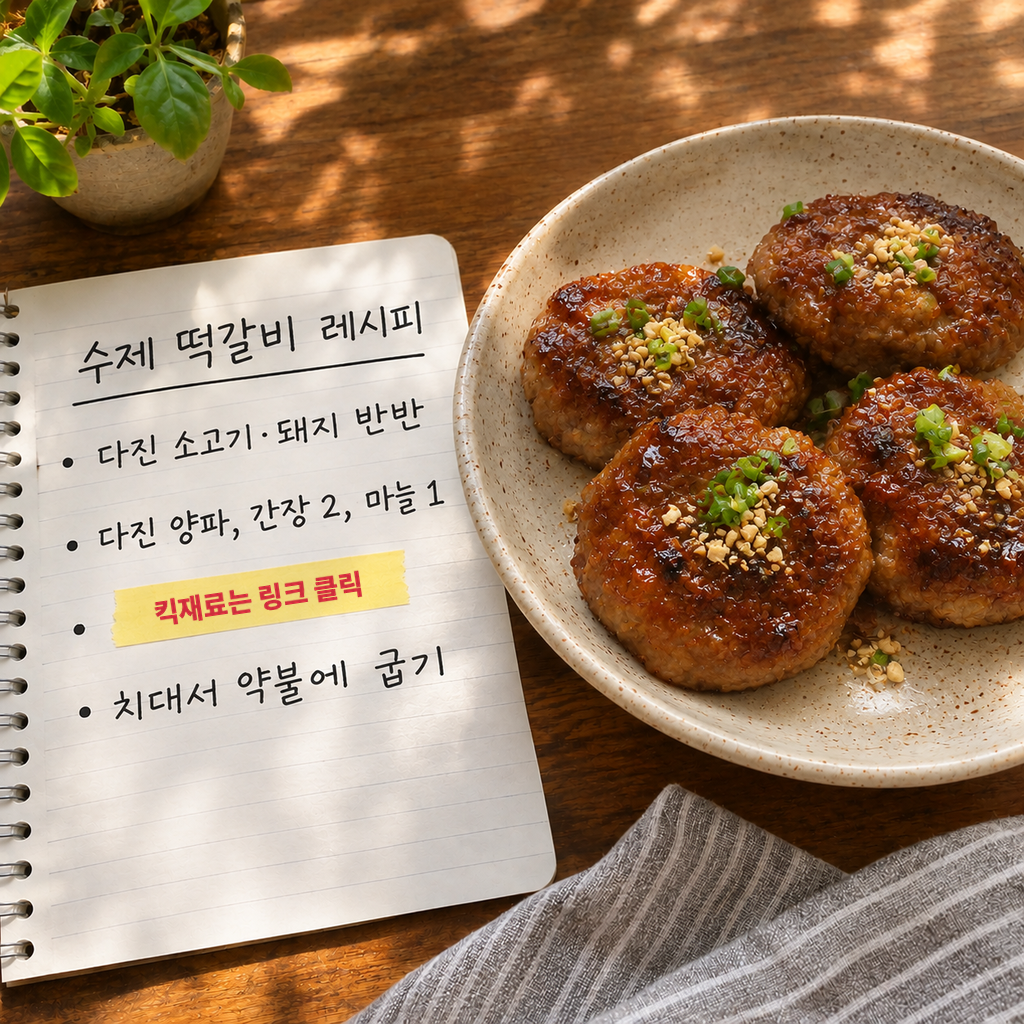 수제 떡갈비 레시피
• 다진 소고기·돼지 반반
• 다진 양파, 간장 2, 마늘 1
• 킥재료는 링크 클릭
• 치대서 약불에 굽기